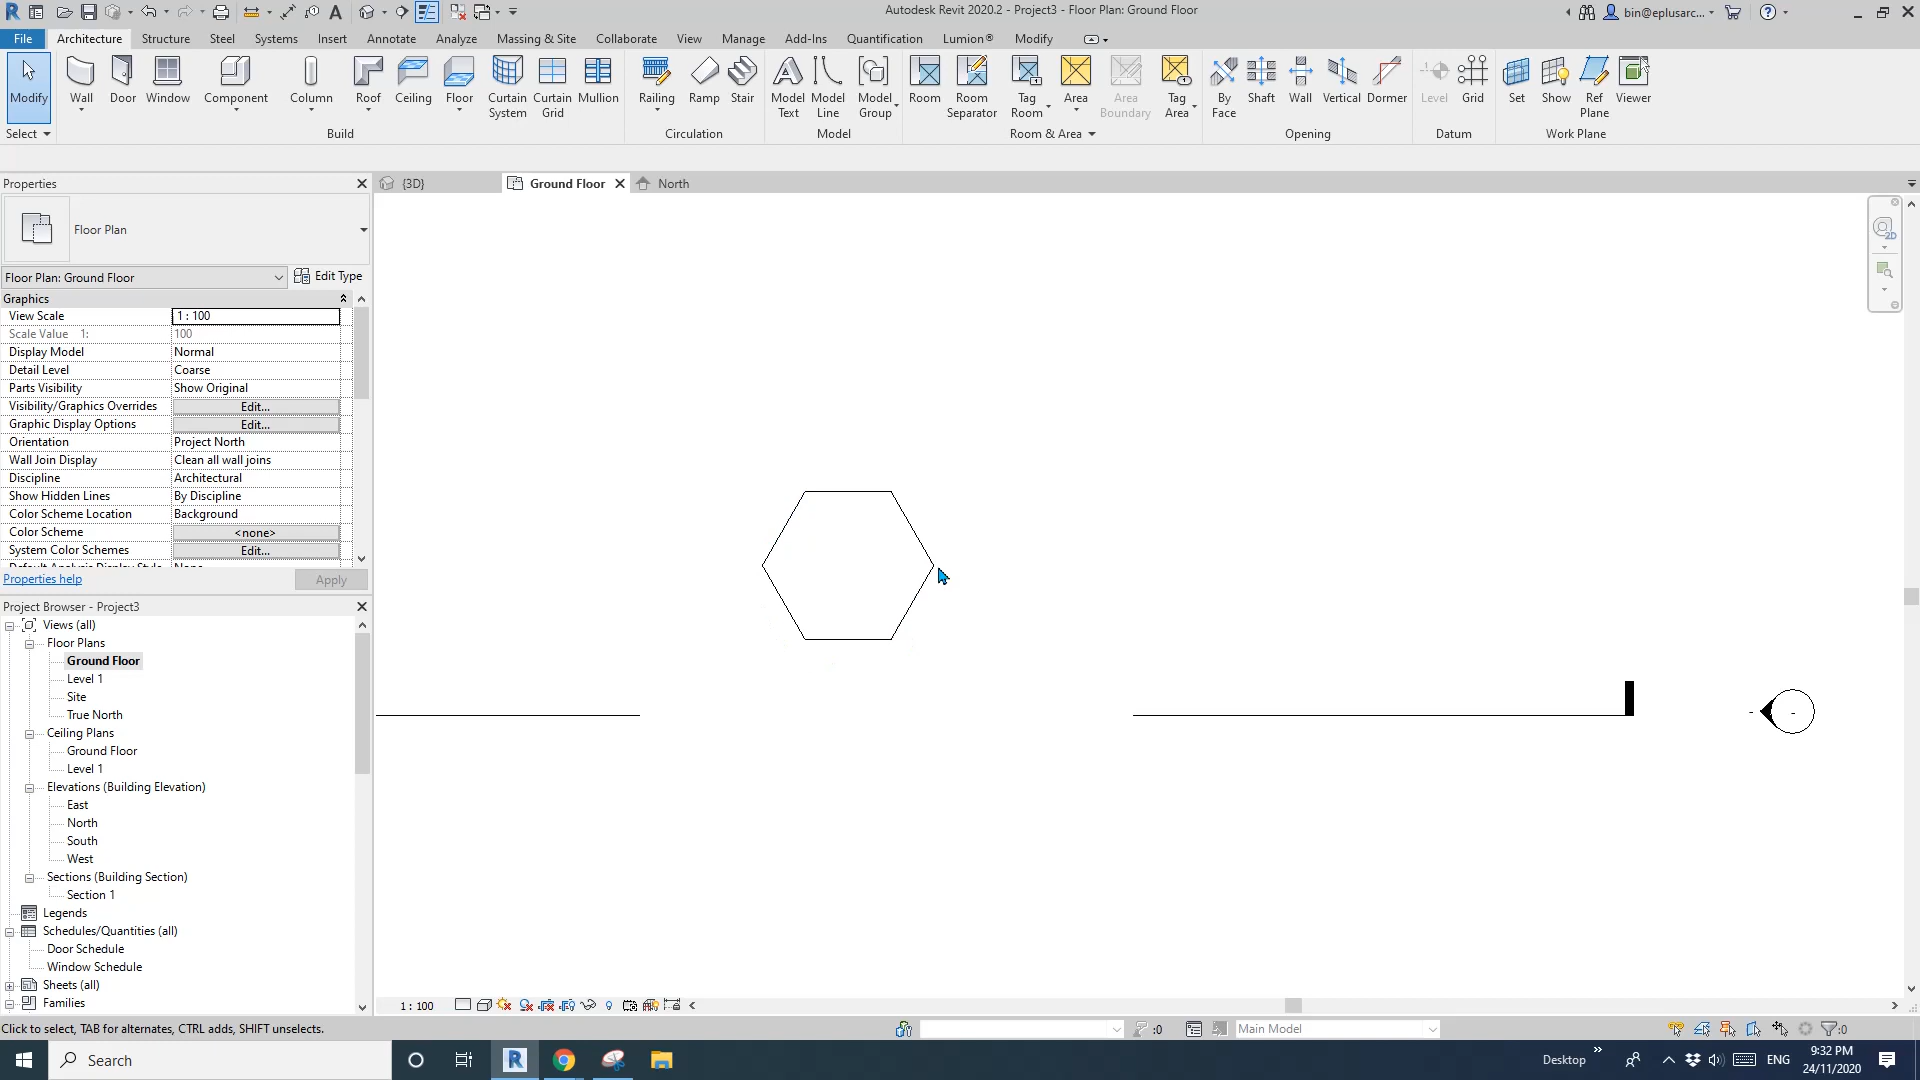 Autodesk Revit 2020.2 - Project3 - Floor Plan: Ground Floor
bin@eplusarc...
File Architecture Structure Steel Systems Insert Annotate Analyze Massing & Site Collaborate View Manage Add-Ins Quantification Lumion® Modify
Modify Wall Door Window Component Column Roof Ceiling Floor Curtain System Curtain Grid Mullion Railing Ramp Stair Model Text Model Line Model Group Room Room Separator Tag Room Area Area Boundary Tag Area By Face Shaft Wall Vertical Dormer Level Grid Set Show Ref Plane Viewer
Select Build Circulation Model Room & Area Opening Datum Work Plane
Properties
{3D} Ground Floor North
Floor Plan
Floor Plan: Ground Floor Edit Type
Graphics
View Scale 1 : 100
Scale Value 1: 100
Display Model Normal
Detail Level Coarse
Parts Visibility Show Original
Visibility/Graphics Overrides Edit...
Graphic Display Options Edit...
Orientation Project North
Wall Join Display Clean all wall joins
Discipline Architectural
Show Hidden Lines By Discipline
Color Scheme Location Background
Color Scheme <none>
System Color Schemes Edit...
Properties help Apply
Project Browser - Project3
Views (all)
Floor Plans
Ground Floor
Level 1
Site
True North
Ceiling Plans
Ground Floor
Level 1
Elevations (Building Elevation)
East
North
South
West
Sections (Building Section)
Section 1
Legends
Schedules/Quantities (all)
Door Schedule
Window Schedule
Sheets (all)
Families
2D
1 : 100
Click to select, TAB for alternates, CTRL adds, SHIFT unselects.
:0 Main Model :0
Search
Desktop
ENG
9:32 PM
24/11/2020